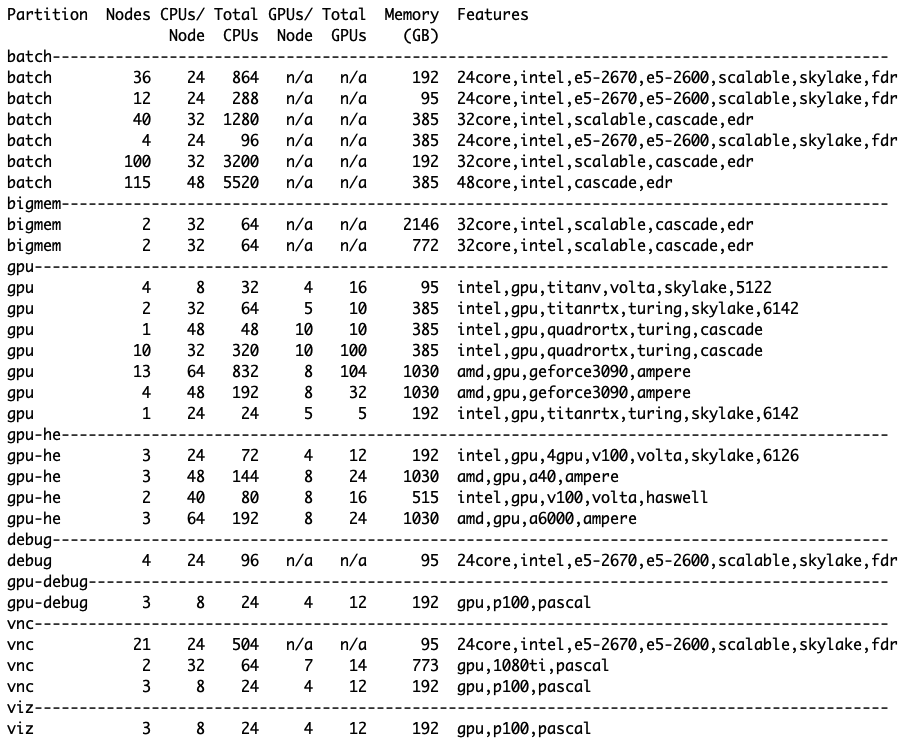 Partition  Nodes CPUs/ Total GPUs/ Total  Memory  Features
                  Node  CPUs  Node  GPUs    (GB)
batch---------------------------------------------------------------------------------------------
batch         36    24   864   n/a   n/a     192  24core,intel,e5-2670,e5-2600,scalable,skylake,fdr
batch         12    24   288   n/a   n/a      95  24core,intel,e5-2670,e5-2600,scalable,skylake,fdr
batch         40    32  1280   n/a   n/a     385  32core,intel,scalable,cascade,edr
batch          4    24    96   n/a   n/a     385  24core,intel,e5-2670,e5-2600,scalable,skylake,fdr
batch        100    32  3200   n/a   n/a     192  32core,intel,scalable,cascade,edr
batch        115    48  5520   n/a   n/a     385  48core,intel,cascade,edr
bigmem--------------------------------------------------------------------------------------------
bigmem         2    32    64   n/a   n/a    2146  32core,intel,scalable,cascade,edr
bigmem         2    32    64   n/a   n/a     772  32core,intel,scalable,cascade,edr
gpu-----------------------------------------------------------------------------------------------
gpu            4     8    32     4    16      95  intel,gpu,titanv,volta,skylake,5122
gpu            2    32    64     5    10     385  intel,gpu,titanrtx,turing,skylake,6142
gpu            1    48    48    10    10     385  intel,gpu,quadrortx,turing,cascade
gpu           10    32   320    10   100     385  intel,gpu,quadrortx,turing,cascade
gpu           13    64   832     8   104    1030  amd,gpu,geforce3090,ampere
gpu            4    48   192     8    32    1030  amd,gpu,geforce3090,ampere
gpu            1    24    24     5     5     192  intel,gpu,titanrtx,turing,skylake,6142
gpu-he--------------------------------------------------------------------------------------------
gpu-he         3    24    72     4    12     192  intel,gpu,4gpu,v100,volta,skylake,6126
gpu-he         3    48   144     8    24    1030  amd,gpu,a40,ampere
gpu-he         2    40    80     8    16     515  intel,gpu,v100,volta,haswell
gpu-he         3    64   192     8    24    1030  amd,gpu,a6000,ampere
debug---------------------------------------------------------------------------------------------
debug          4    24    96   n/a   n/a      95  24core,intel,e5-2670,e5-2600,scalable,skylake,fdr
gpu-debug-----------------------------------------------------------------------------------------
gpu-debug      3     8    24     4    12     192  gpu,p100,pascal
vnc-----------------------------------------------------------------------------------------------
vnc           21    24   504   n/a   n/a      95  24core,intel,e5-2670,e5-2600,scalable,skylake,fdr
vnc            2    32    64     7    14     773  gpu,1080ti,pascal
vnc            3     8    24     4    12     192  gpu,p100,pascal
viz-----------------------------------------------------------------------------------------------
viz            3     8    24     4    12     192  gpu,p100,pascal